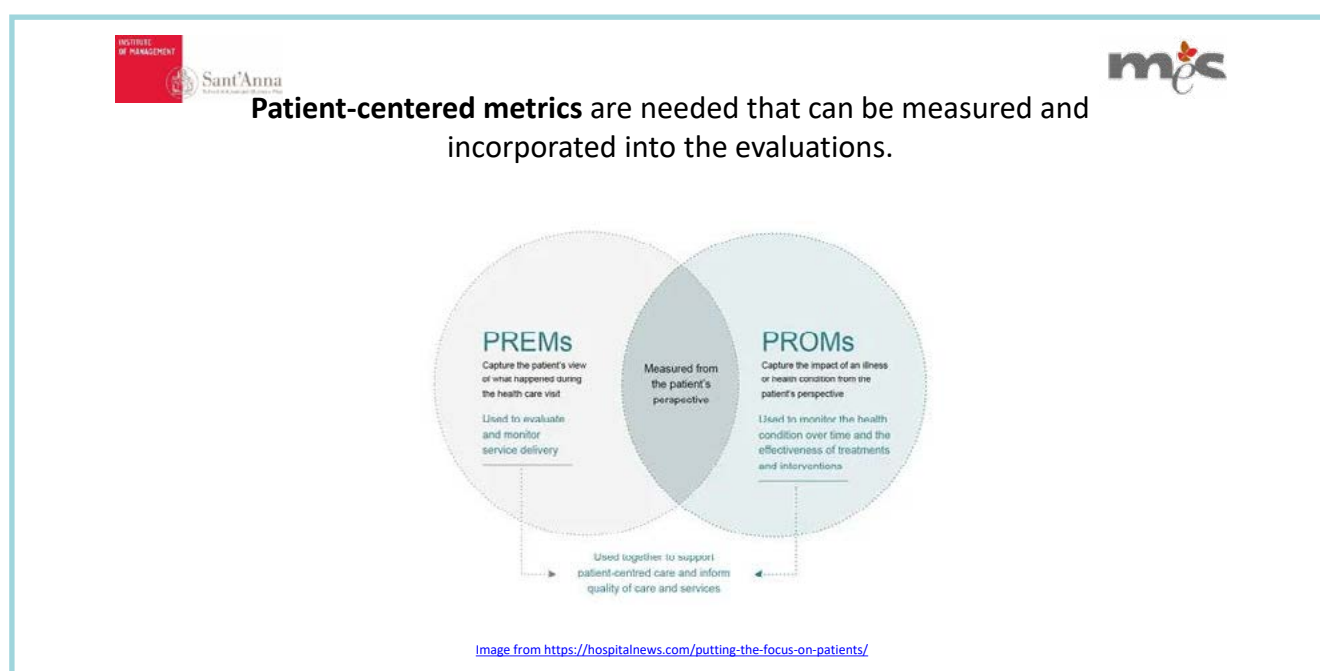 INSTITUTE
OF MANAGEMENT
Sant'Anna
mes
Patient-centered metrics are needed that can be measured and
incorporated into the evaluations.
PREMs
Capture the patient's view
of what happened during
the health care visit
Used to evaluate
and monitor
service delivery
Measured from
the patient's
perspective
PROMs
Capture the impact of an illness
or health condition from the
patient's perspective
Used to monitor the health
condition over time and the
effectiveness of treatments
and interventions
Used together to support
patient-centred care and inform
quality of care and services
Image from https://hospitalnews.com/putting-the-focus-on-patients/